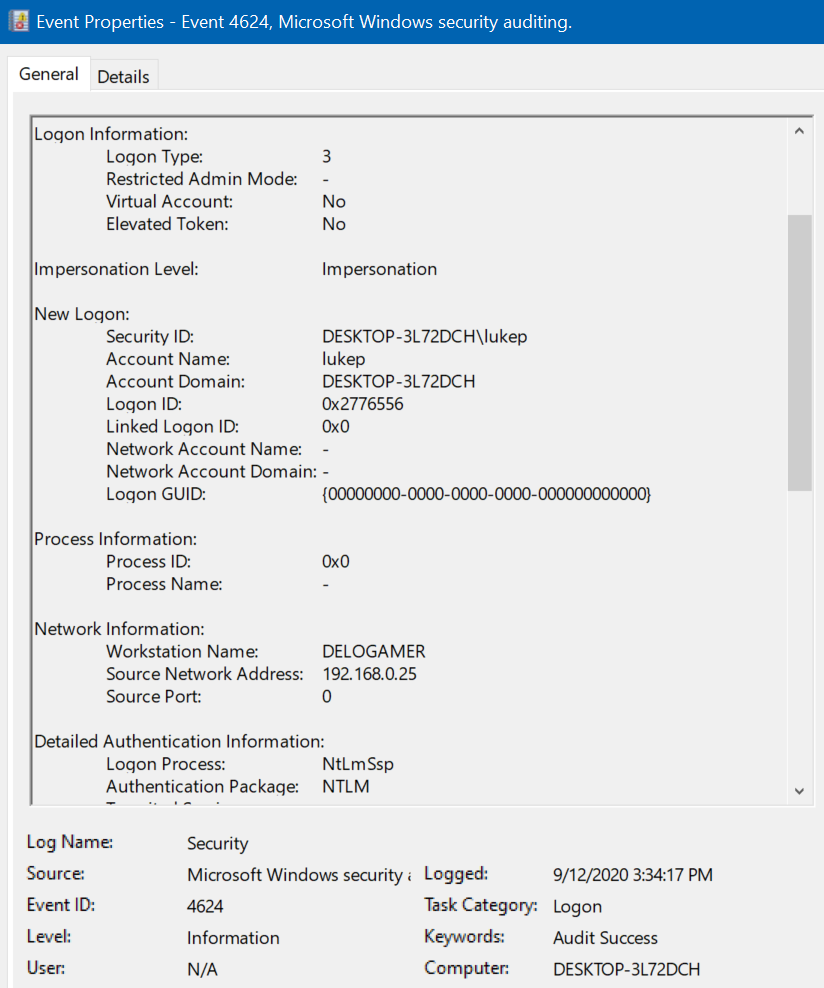 Event Properties - Event 4624, Microsoft Windows security auditing.
General Details
Logon Information:
Logon Type: 3
Restricted Admin Mode: -
Virtual Account: No
Elevated Token: No
Impersonation Level: Impersonation
New Logon:
Security ID: DESKTOP-3L72DCH\lukep
Account Name: lukep
Account Domain: DESKTOP-3L72DCH
Logon ID: 0x2776556
Linked Logon ID: 0x0
Network Account Name: -
Network Account Domain: -
Logon GUID: {00000000-0000-0000-0000-000000000000}
Process Information:
Process ID: 0x0
Process Name: -
Network Information:
Workstation Name: DELOGAMER
Source Network Address: 192.168.0.25
Source Port: 0
Detailed Authentication Information:
Logon Process: NtLmSsp
Authentication Package: NTLM
Log Name: Security
Source: Microsoft Windows security Logged: 9/12/2020 3:34:17 PM
Event ID: 4624 Task Category: Logon
Level: Information Keywords: Audit Success
User: N/A Computer: DESKTOP-3L72DCH